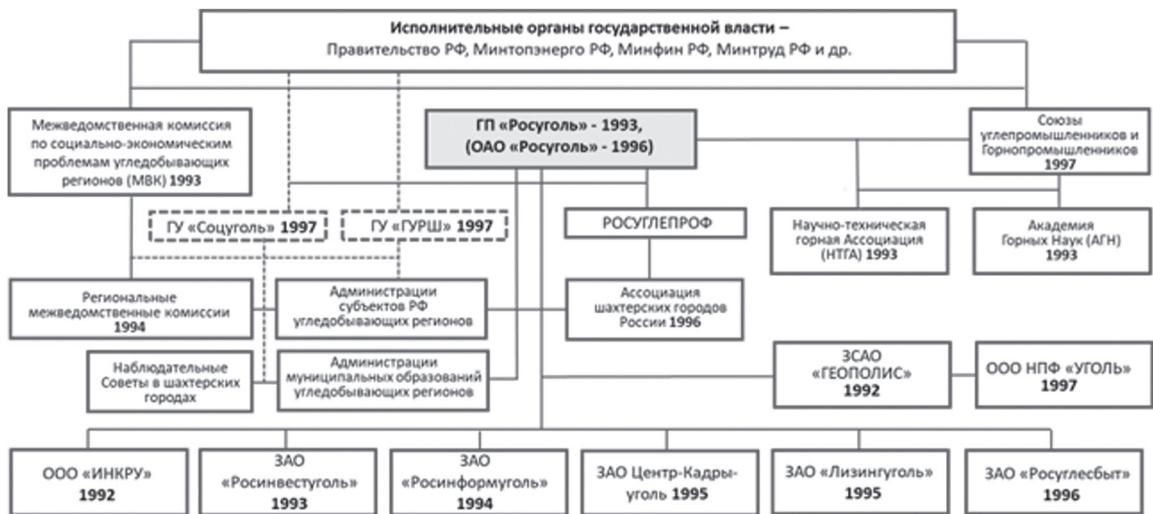 Исполнительные органы государственной власти –
Правительство РФ, Минтопэнерго РФ, Минфин РФ, Минтруд РФ и др.
Межведомственная комиссия
по социально-экономическим
проблемам угледобывающих
регионов (МВК) 1993
ГП «Росуголь» - 1993,
(ОАО «Росуголь» - 1996)
Союзы
углепромышленников и
Горнопромышленников
1997
ГУ «Соцуголь» 1997
ГУ «ГУРШ» 1997
РОСУГЛЕПРОФ
Научно-техническая
горная Ассоциация
(НТГА) 1993
Академия
Горных Наук (АГН)
1993
Региональные
межведомственные комиссии
1994
Администрации
субъектов РФ
угледобывающих регионов
Ассоциация
шахтерских городов
России 1996
Наблюдательные
Советы в шахтерских
городах
Администрации
муниципальных образований
угледобывающих регионов
ЗСАО
«ГЕОПОЛИС»
1992
ООО НПФ «УГОЛЬ»
1997
ООО «ИНКРУ»
1992
ЗАО
«Росинвестуголь»
1993
ЗАО
«Росинформуголь»
1994
ЗАО Центр-Кадры-
уголь 1995
ЗАО «Лизингуголь»
1995
ЗАО «Росуглесбыт»
1996